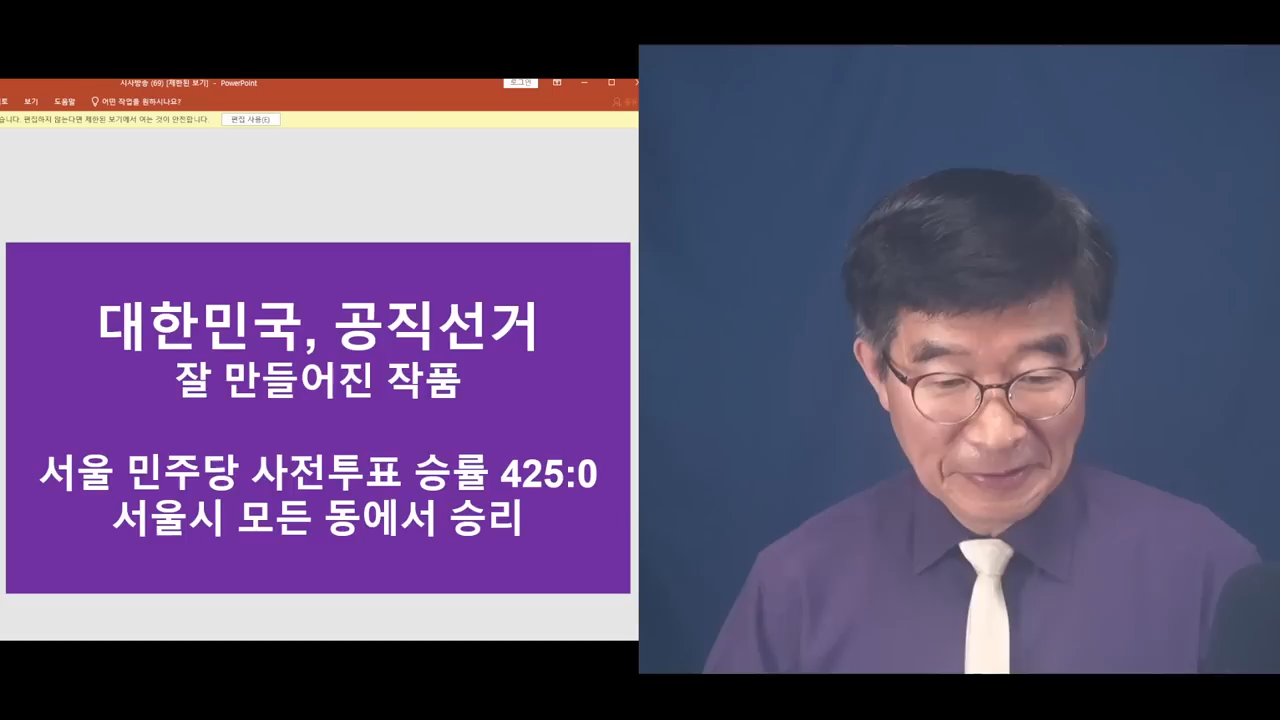 시사방송 (69) [제한된 보기] - PowerPoint
로그인
보기 도움말 어떤 작업을 원하시나요?
편집하지 않는다면 제한된 보기에서 여는 것이 안전합니다. 편집 사용(E)
대한민국, 공직선거
잘 만들어진 작품
서울 민주당 사전투표 승률 425:0
서울시 모든 동에서 승리